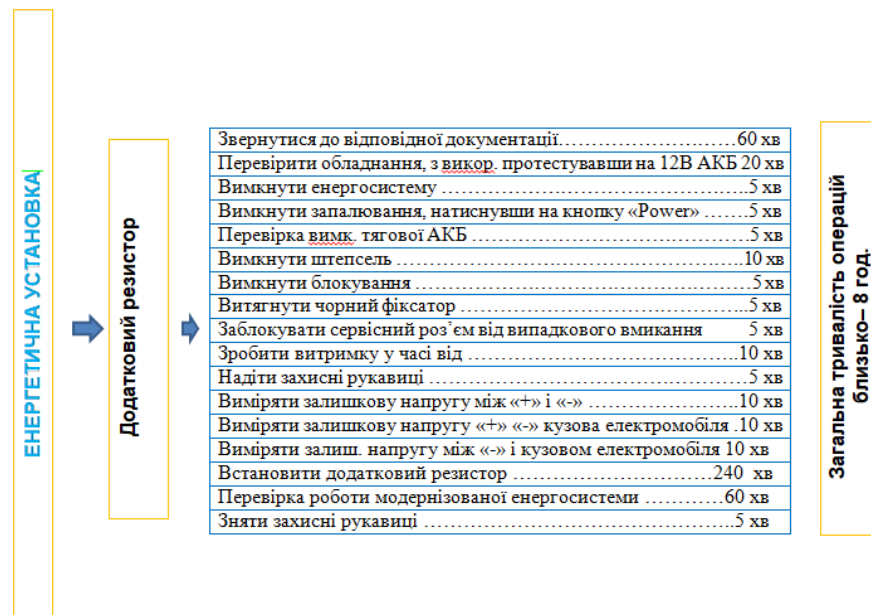 ЕНЕРГЕТИЧНА УСТАНОВКА
Додатковий резистор
Звернутися до відповідної документації……………………..……60 хв
Перевірити обладнання, з викор. протестувавши на 12В АКБ 20 хв
Вимкнути енергосистему ……………………………………………..5 хв
Вимкнути запалювання, натиснувши на кнопку «Power» …….5 хв
Перевірка вимк. тягової АКБ …………………………………………..5 хв
Вимкнути штепсель ……………………………………………………..10 хв
Вимкнути блокування ……………………………………………………5 хв
Витягнути чорний фіксатор ……………………………………………..5 хв
Заблокувати сервісний роз’єм від випадкового вмикання 5 хв
Зробити витримку у часі від …………………………………………..10 хв
Надіти захисні рукавиці …………………………………………………..5 хв
Виміряти залишкову напругу між «+» і «-» ……………………..10 хв
Виміряти залишкову напругу «+» «-» кузова електромобіля .10 хв
Виміряти залиш. напругу між «-» і кузовом електромобіля 10 хв
Встановити додатковий резистор …………………………….240 хв
Перевірка роботи модернізованої енергосистеми …………60 хв
Зняти захисні рукавиці …………………………………………………..5 хв
Загальна тривалість операцій
близько– 8 год.